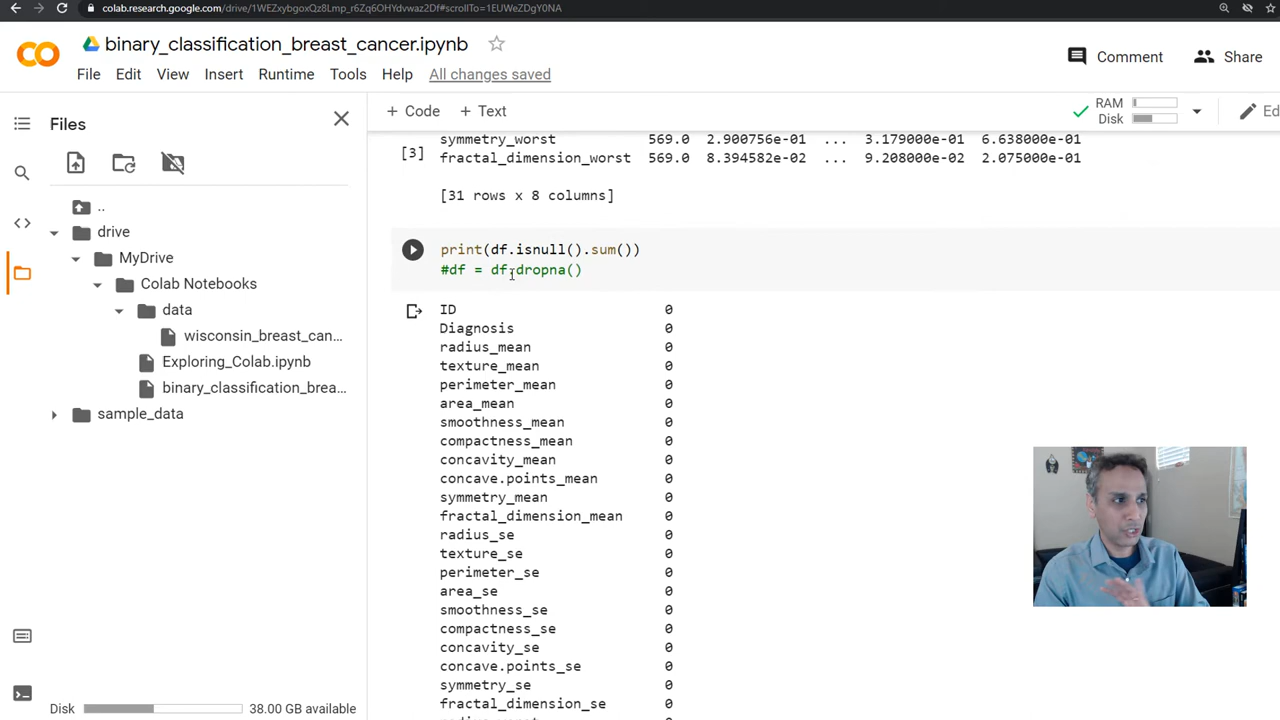 colab.research.google.com/drive/1WEZxybgoxQz8Lmp_r6Zq6OHYdvwaz2Df#scrollTo=1EUWeZDgY0NA
CO
binary_classification_breast_cancer.ipynb
File Edit View Insert Runtime Tools Help All changes saved
Comment
Share
Files
+ Code + Text
RAM
Disk
Ed
..
drive
MyDrive
Colab Notebooks
data
wisconsin_breast_can...
Exploring_Colab.ipynb
binary_classification_brea...
sample_data
Disk 38.00 GB available
symmetry_worst 569.0 2.900756e-01 ... 3.179000e-01 6.638000e-01
[3] fractal_dimension_worst 569.0 8.394582e-02 ... 9.208000e-02 2.075000e-01
[31 rows x 8 columns]
print(df.isnull().sum())
#df = df.dropna()
ID 0
Diagnosis 0
radius_mean 0
texture_mean 0
perimeter_mean 0
area_mean 0
smoothness_mean 0
compactness_mean 0
concavity_mean 0
concave.points_mean 0
symmetry_mean 0
fractal_dimension_mean 0
radius_se 0
texture_se 0
perimeter_se 0
area_se 0
smoothness_se 0
compactness_se 0
concavity_se 0
concave.points_se 0
symmetry_se 0
fractal_dimension_se 0